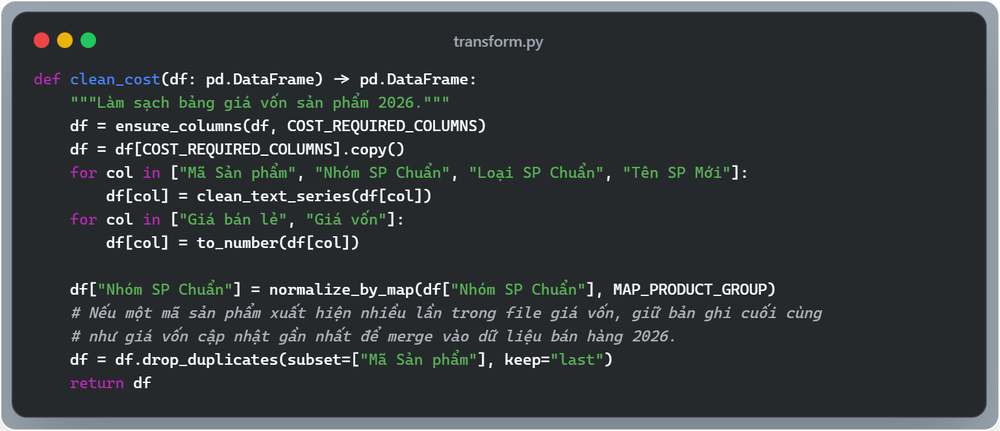 transform.py
def clean_cost(df: pd.DataFrame) -> pd.DataFrame:
    """Làm sạch bảng giá vốn sản phẩm 2026."""
    df = ensure_columns(df, COST_REQUIRED_COLUMNS)
    df = df[COST_REQUIRED_COLUMNS].copy()
    for col in ["Mã Sản phẩm", "Nhóm SP Chuẩn", "Loại SP Chuẩn", "Tên SP Mới"]:
        df[col] = clean_text_series(df[col])
    for col in ["Giá bán lẻ", "Giá vốn"]:
        df[col] = to_number(df[col])

    df["Nhóm SP Chuẩn"] = normalize_by_map(df["Nhóm SP Chuẩn"], MAP_PRODUCT_GROUP)
    # Nếu một mã sản phẩm xuất hiện nhiều lần trong file giá vốn, giữ bản ghi cuối cùng
    # như giá vốn cập nhật gần nhất để merge vào dữ liệu bán hàng 2026.
    df = df.drop_duplicates(subset=["Mã Sản phẩm"], keep="last")
    return df